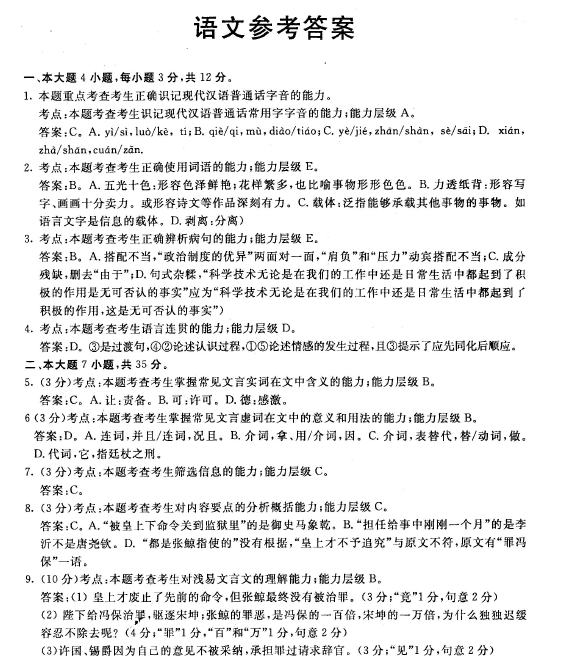 语文参考答案
一、本大题 4 小题,每小题 3 分,共 12 分。
1. 本题重点考查考生正确识记现代汉语普通话字音的能力。
考点:本题考查考生识记现代汉语普通话常用字字音的能力;能力层级 A。
答案:C。A. yǐ/sì,luò/kè, tì;B. qiè/qì,mù,diào/tiáo;C. yè/jié,zhān/shān, sè/sāi;D. xián,
zhà/shān,cuán/zǎn.
2. 考点:本题考查考生正确使用词语的能力;能力层级 E。
答案:B。A. 五光十色:形容色泽鲜艳;花样繁多,也比喻事物形形色色。B. 力透纸背:形容写
字、画画十分卖力。或形容诗文等作品深刻有力。C. 载体:泛指能够承载其他事物的事物。如
语言文字是信息的载体。D. 剥离:分离)
3. 考点:本题考查考生正确辨析病句的能力;能力层级 E。
答案:B。A. 搭配不当,“政治制度的优异”两面对一面,“肩负”和“压力”动宾搭配不当;C. 成分
残缺,删去“由于”;D. 句式杂糅,“科学技术无论是在我们的工作中还是日常生活中都起到了积
极的作用是无可否认的事实”应为“科学技术无论是在我们的工作中还是日常生活中都起到了
积极的作用,这是无可否认的事实”)
4. 考点:本题考查考生语言连贯的能力;能力层级 D。
答案:D。③是过渡句,④②论述认识过程,①⑤论述情感的发生过程,且③提示了应先同化后顺应。
二、本大题 7 小题,共 35 分。
5. (3 分)考点:本题考查考生掌握常见文言实词在文中含义的能力;能力层级 B。
答案:C。A. 让:责备。B. 可:许可。D. 德:感激。
6 (3 分)考点:本题考查考生掌握常见文言虚词在文中的意义和用法的能力;能力层级 B。
答案:D。A. 连词,并且/连词,况且。B. 介词,拿、用/介词,因。C. 介词,表替代,替/动词,做。
D. 代词,它,指廷杖之刑。
7. (3 分)考点:本题考查考生筛选信息的能力;能力层级 C。
答案:C。
8. (3 分)考点:本题考查考生对内容要点的分析概括能力;能力层级 C。
答案:C。A.“被皇上下命令关到监狱里”的是御史马象乾。B.“担任给事中刚刚一个月”的是李
沂不是唐尧钦。D. “都是张鲸指使的”没有根据,“皇上才不予追究”与原文不符,原文有“罪冯
保”一语。
9. (10 分)考点:本题考查考生对浅易文言文的理解能力;能力层级 B。
答案:(1) 皇上才废止了先前的命令,但张鲸最终没有被治罪。(3 分;“竟”1 分,句意 2 分)
(2) 陛下给冯保治罪,驱逐宋坤;张鲸的罪恶,是冯保的一百倍,宋坤的一万倍,为什么独独迟缓
容忍不除去呢?(4 分;“罪”1 分,“百”和“万”1 分,句意 2 分)
(3)许国、锡爵因为自己的意见不被采纳,承担罪过请求辞官。(3 分;“见”1 分,句意 2 分)